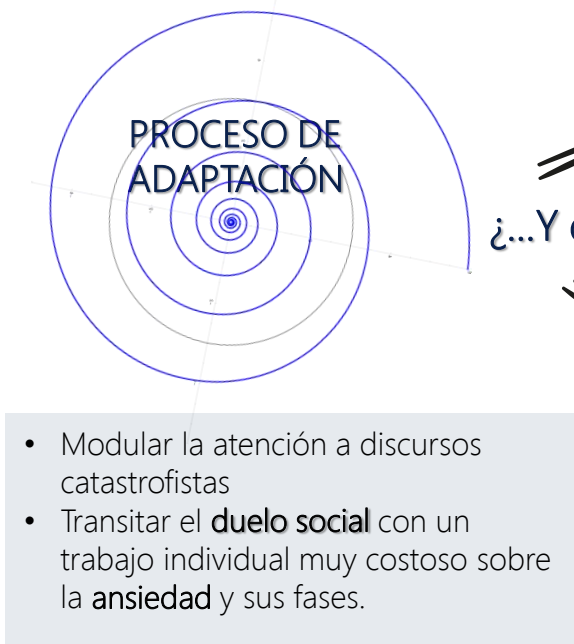 PROCESO DE
ADAPTACIÓN
¿...Y
• Modular la atención a discursos
catastrofistas
• Transitar el duelo social con un
trabajo individual muy costoso sobre
la ansiedad y sus fases.